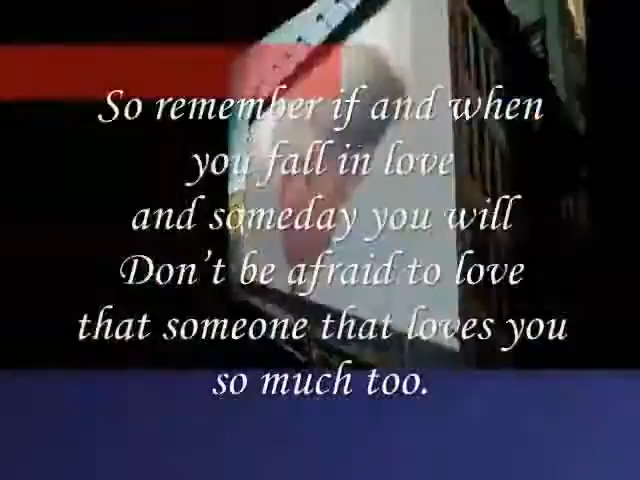 So remember if and when
you fall in love
and someday you will
Don't be afraid to love
that someone that loves you
so much too.